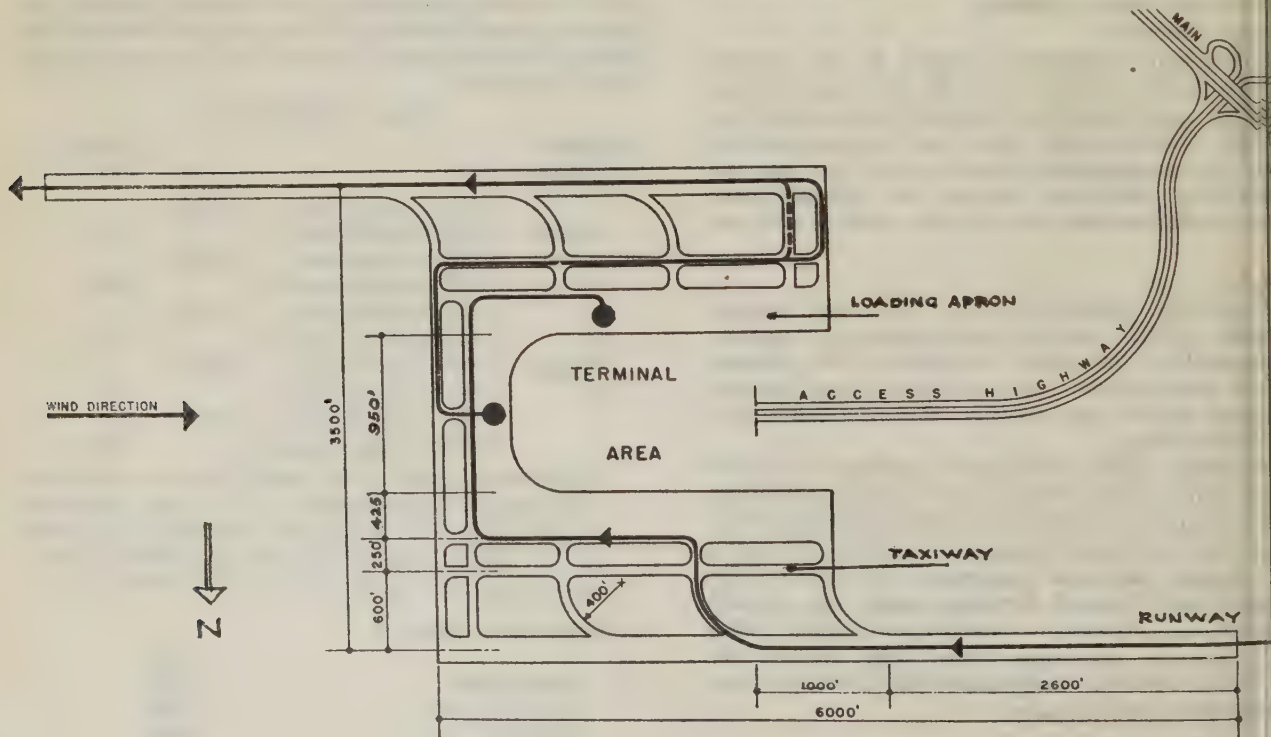 MAIN
LOADING APRON
ACCESS HIGHWAY
TERMINAL
AREA
WIND DIRECTION
3500'
950'
425'
250'
600'
N
400'
TAXIWAY
RUNWAY
1000'
2600'
6000'